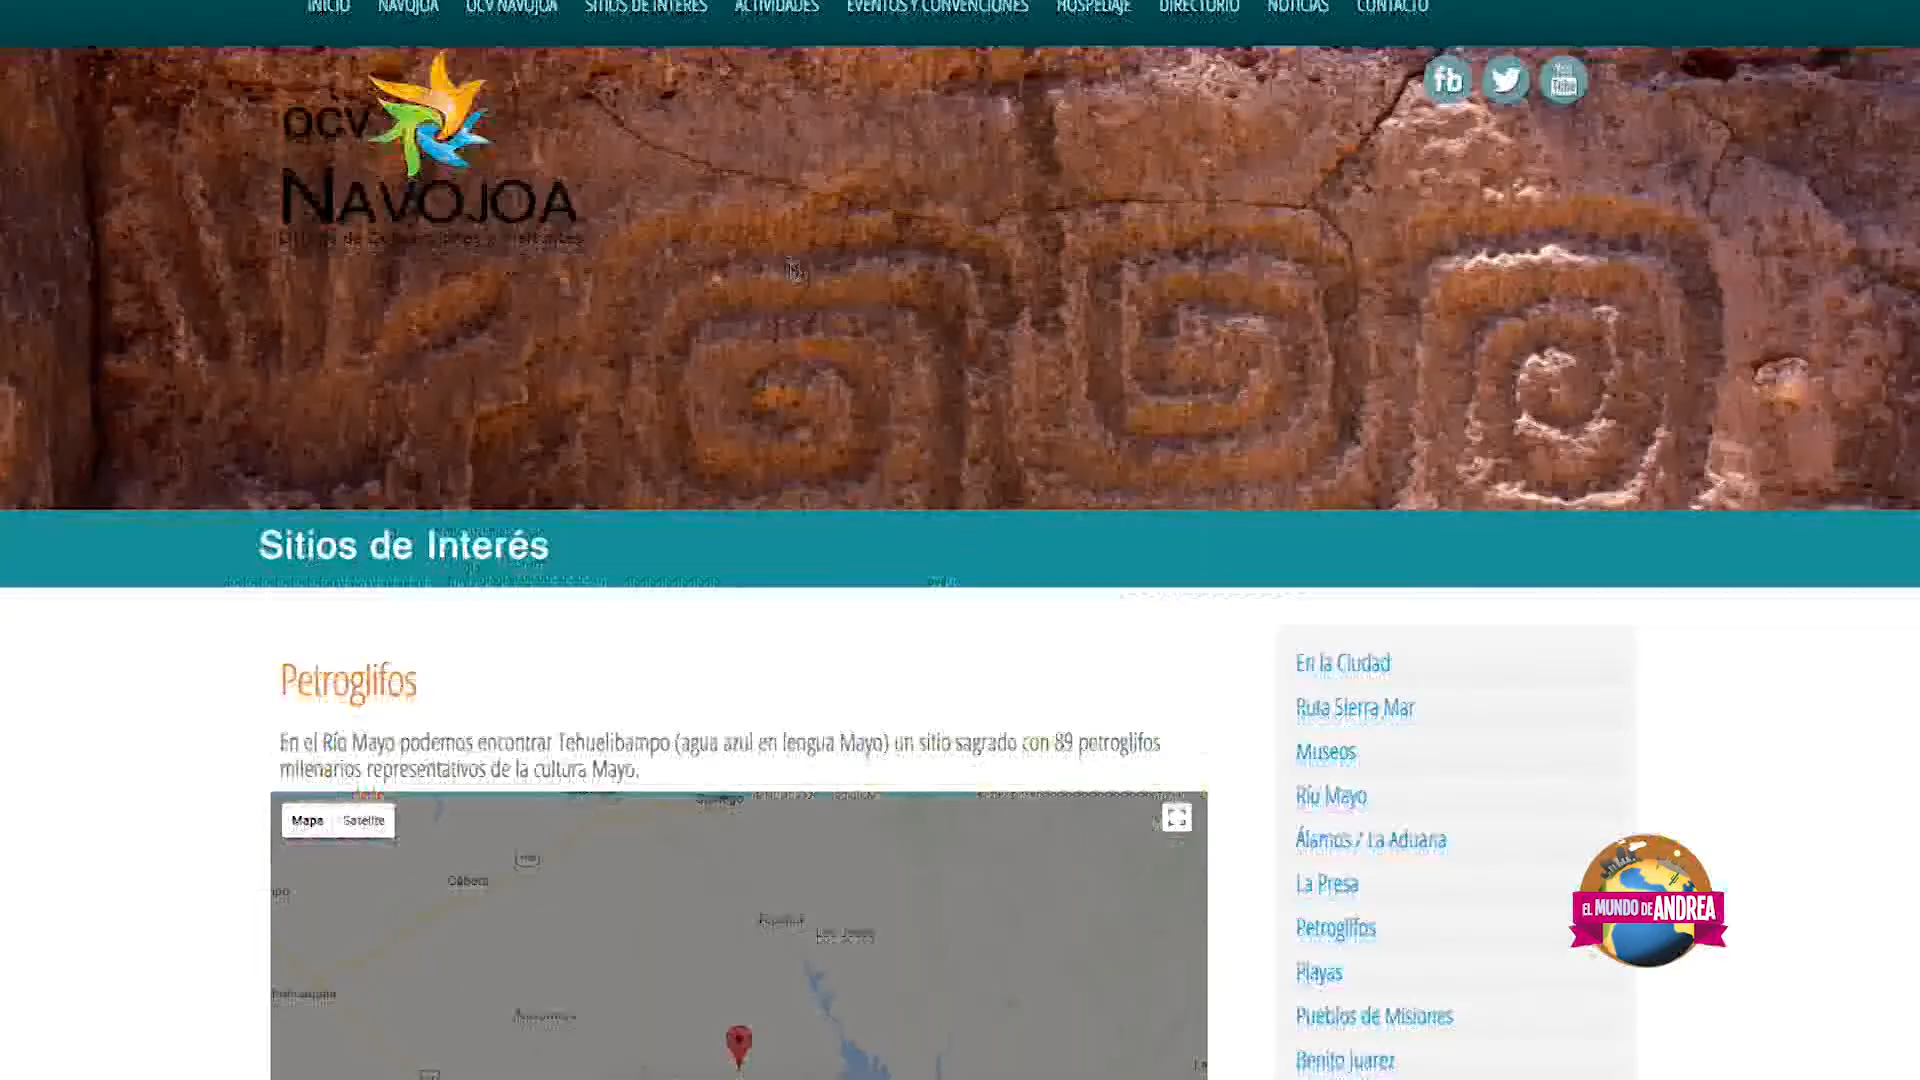 INICIO NAVOJOA OCV NAVOJOA SITIOS DE INTERÉS ACTIVIDADES EVENTOS Y CONVENCIONES HOSPEDAJE DIRECTORIO NOTICIAS CONTACTO
fb
You Tube
OCV
NAVOJOA
Sitios de Interés
Petroglifos
En el Río Mayo podemos encontrar Tehuelibampo (agua azul en lengua Mayo) un sitio sagrado con 89 petroglifos
milenarios representativos de la cultura Mayo.
Mapa Satélite
En la Ciudad
Ruta Sierra Mar
Museos
Río Mayo
Álamos / La Aduana
La Presa
Petroglifos
Playas
Pueblos de Misiones
Benito Juarez
EL MUNDO DE ANDREA